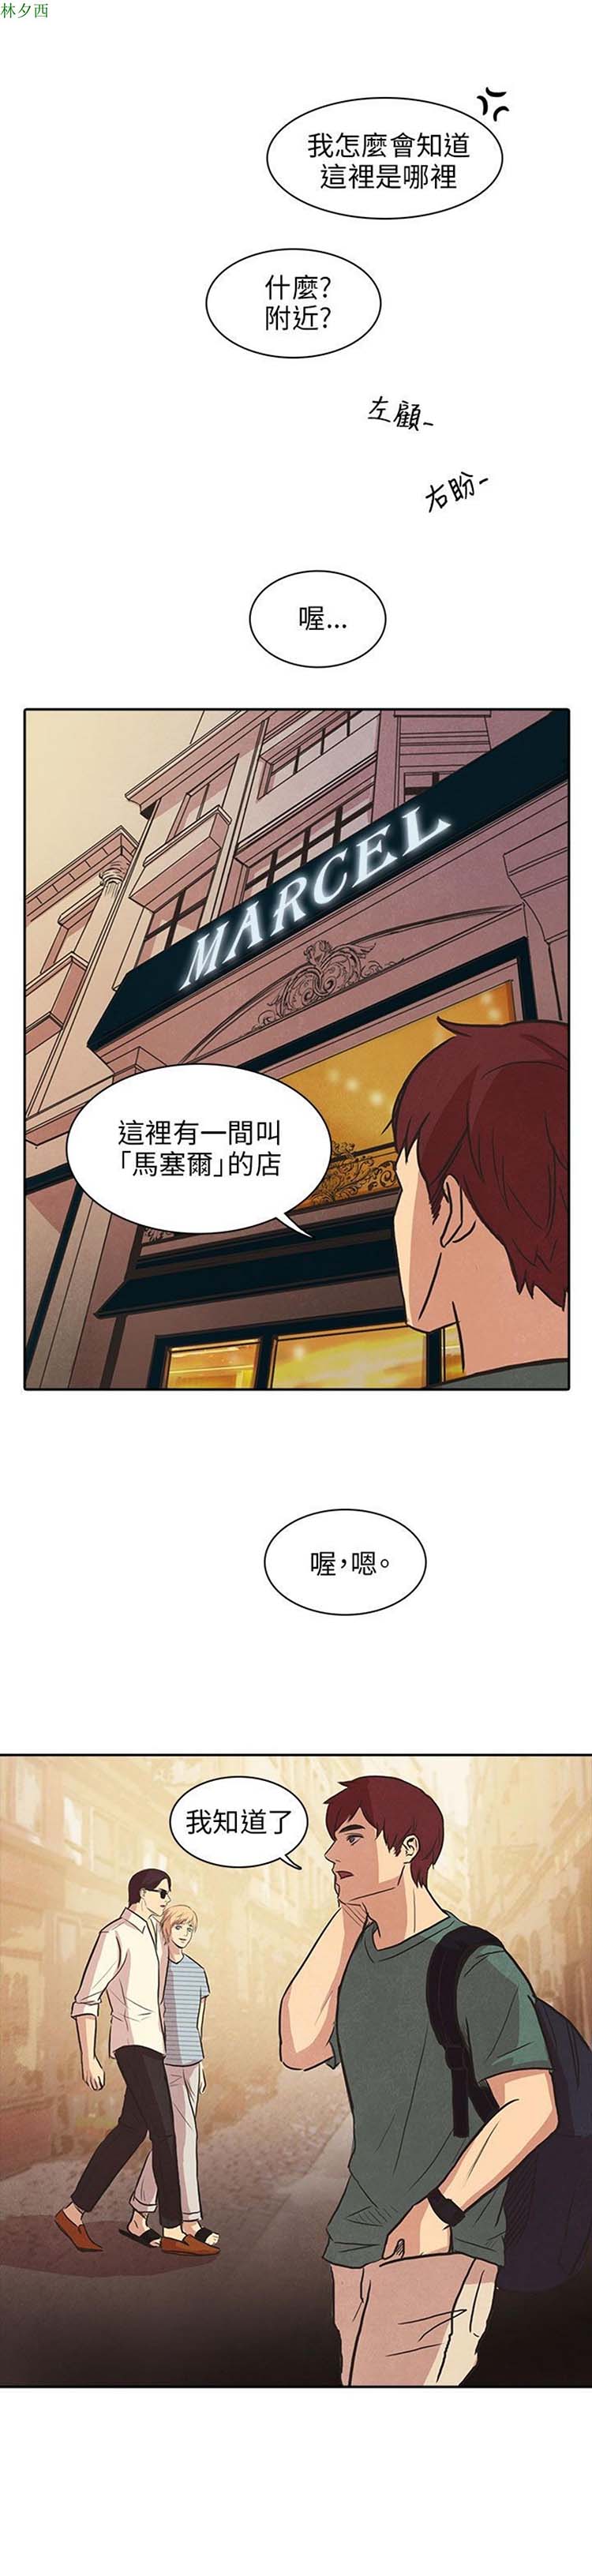 林夕西
我怎麼會知道
這裡是哪裡
什麼?
附近?
左顧~
右盼~
喔...
MARCEL
這裡有一間叫
「馬塞爾」的店
喔,嗯。
我知道了